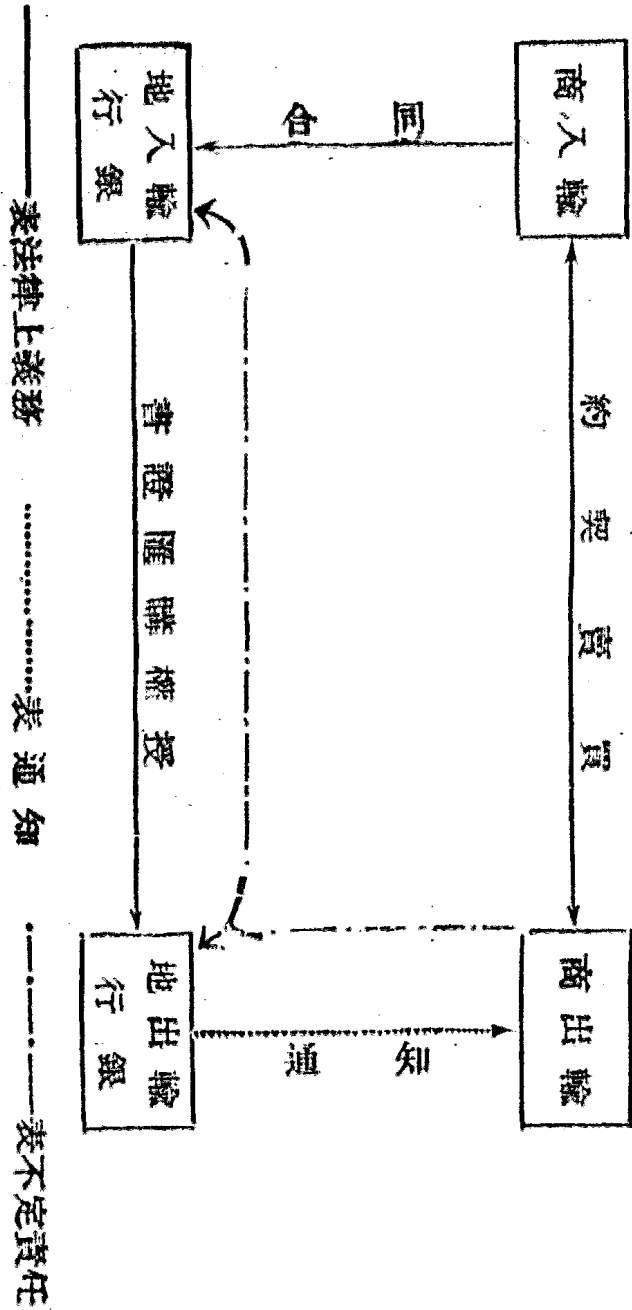 輸入商
買賣契約
輸出商
合同
通知
輸入地
銀行
授權購匯證書
輸出地
銀行
表法律上義務
表通知
表不定責任